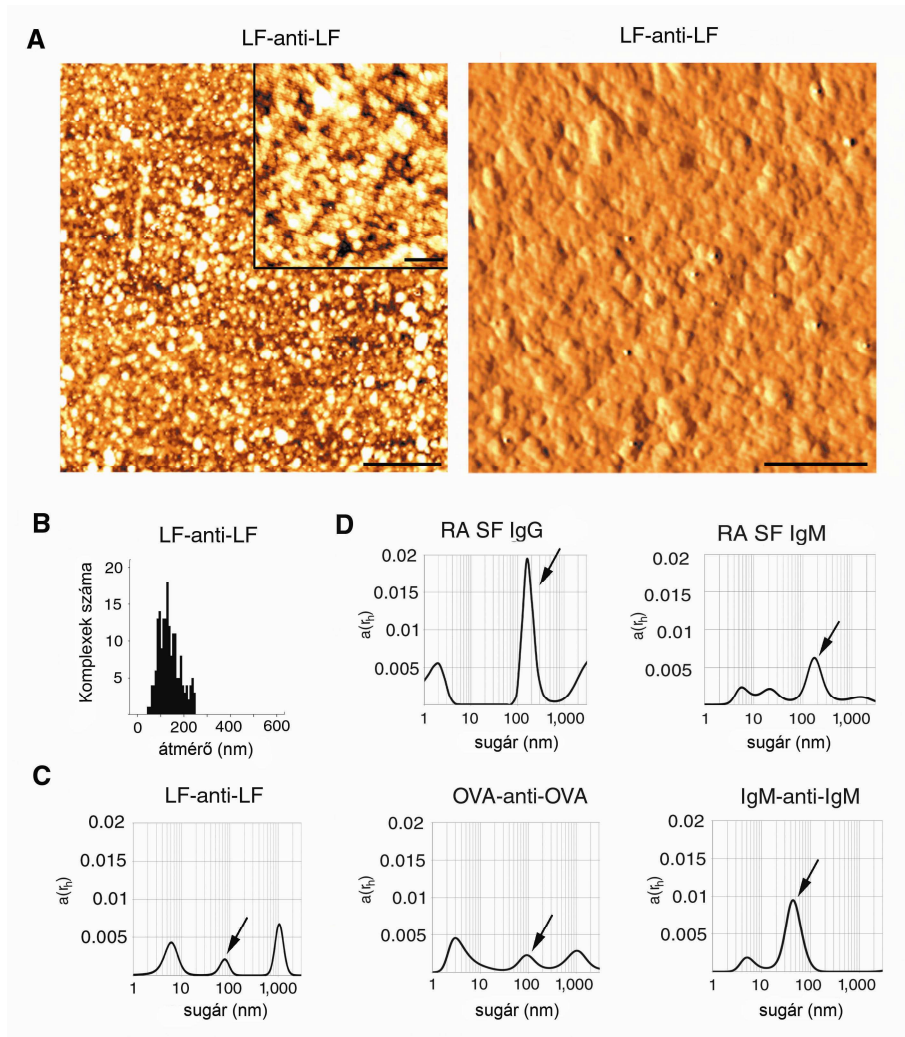 A
LF-anti-LF
LF-anti-LF
B
LF-anti-LF
Komplexek száma
20
15
10
5
0 200 400 600
átmérő (nm)
D
RA SF IgG
a(rh)
0.02
0.015
0.01
0.005
1 10 100 1,000
sugár (nm)
RA SF IgM
a(rh)
0.02
0.015
0.01
0.005
1 10 100 1,000
sugár (nm)
C
LF-anti-LF
a(rh)
0.02
0.015
0.01
0.005
1 10 100 1,000
sugár (nm)
OVA-anti-OVA
a(rh)
0.02
0.015
0.01
0.005
1 10 100 1,000
sugár (nm)
IgM-anti-IgM
a(rh)
0.02
0.015
0.01
0.005
1 10 100 1,000
sugár (nm)